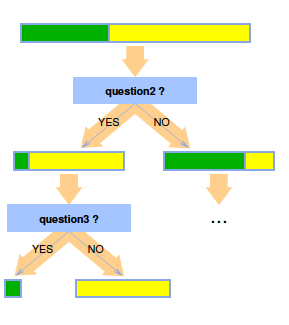 question2 ?
YES
NO
question3 ?
...
YES
NO